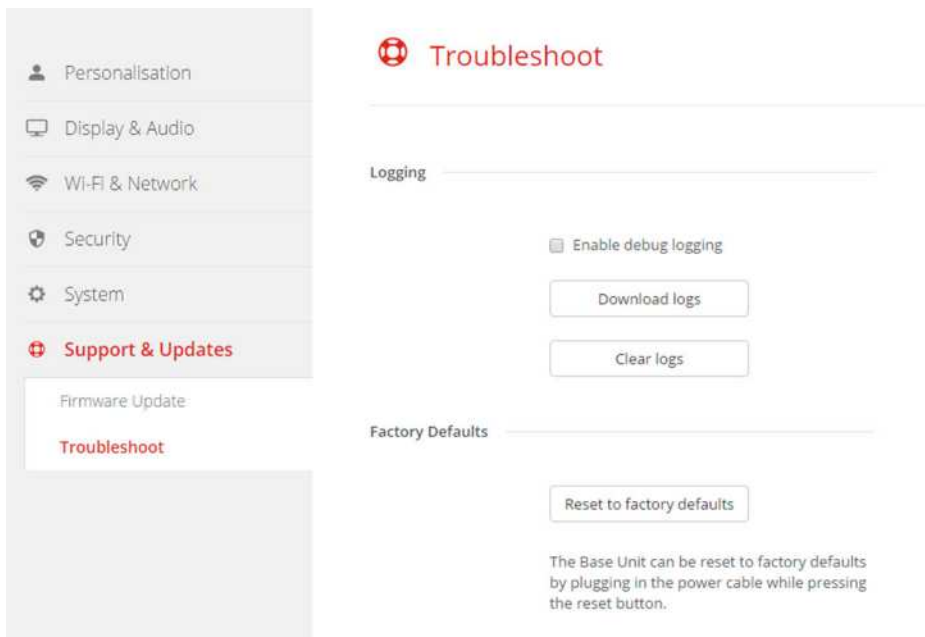 Personalisation
Display & Audio
Wi-Fi & Network
Security
System
Support & Updates
Firmware Update
Troubleshoot
Troubleshoot
Logging
Enable debug logging
Download logs
Clear logs
Factory Defaults
Reset to factory defaults
The Base Unit can be reset to factory defaults
by plugging in the power cable while pressing
the reset button.